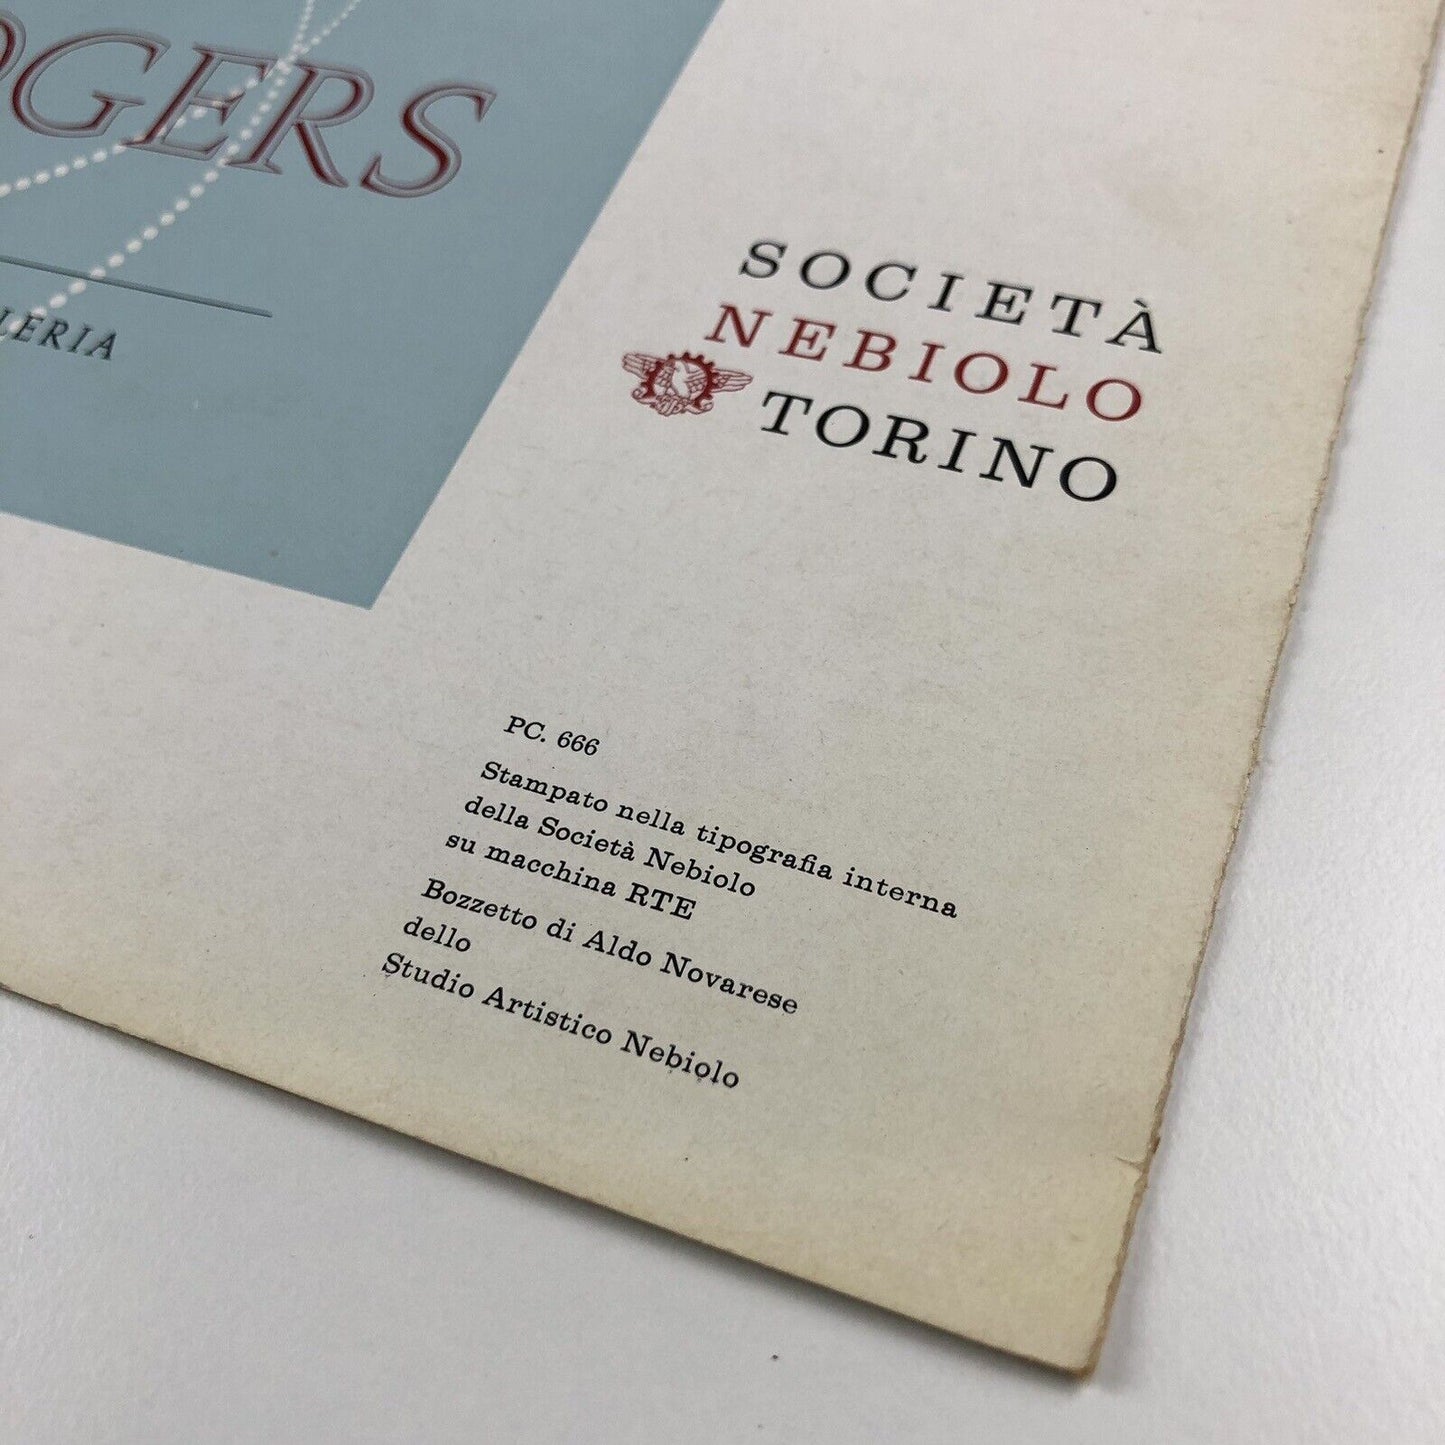 OGERS
LERIA
SOCIETÀ
NEBIOLO
TORINO
PC. 666
Stampato nella tipografia interna
della Società Nebiolo
su macchina RTE
Bozzetto di Aldo Novarese
dello
Studio Artistico Nebiolo